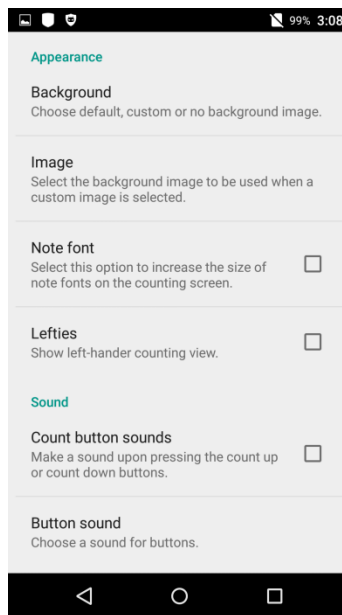 99% 3:08
Appearance
Background
Choose default, custom or no background image.
Image
Select the background image to be used when a
custom image is selected.
Note font
Select this option to increase the size of
note fonts on the counting screen.
Lefties
Show left-hander counting view.
Sound
Count button sounds
Make a sound upon pressing the count up
or count down buttons.
Button sound
Choose a sound for buttons.